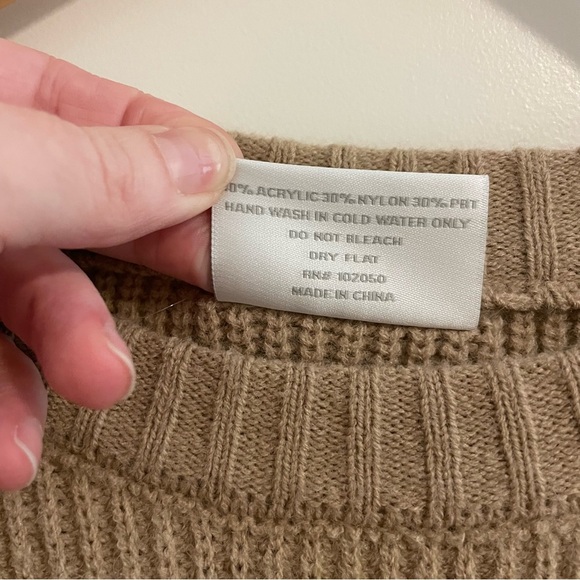 0% ACRYLIC 30% NYLON 30% PBT
HAND WASH IN COLD WATER ONLY
DO NOT BLEACH
DRY FLAT
RN# 102050
MADE IN CHINA